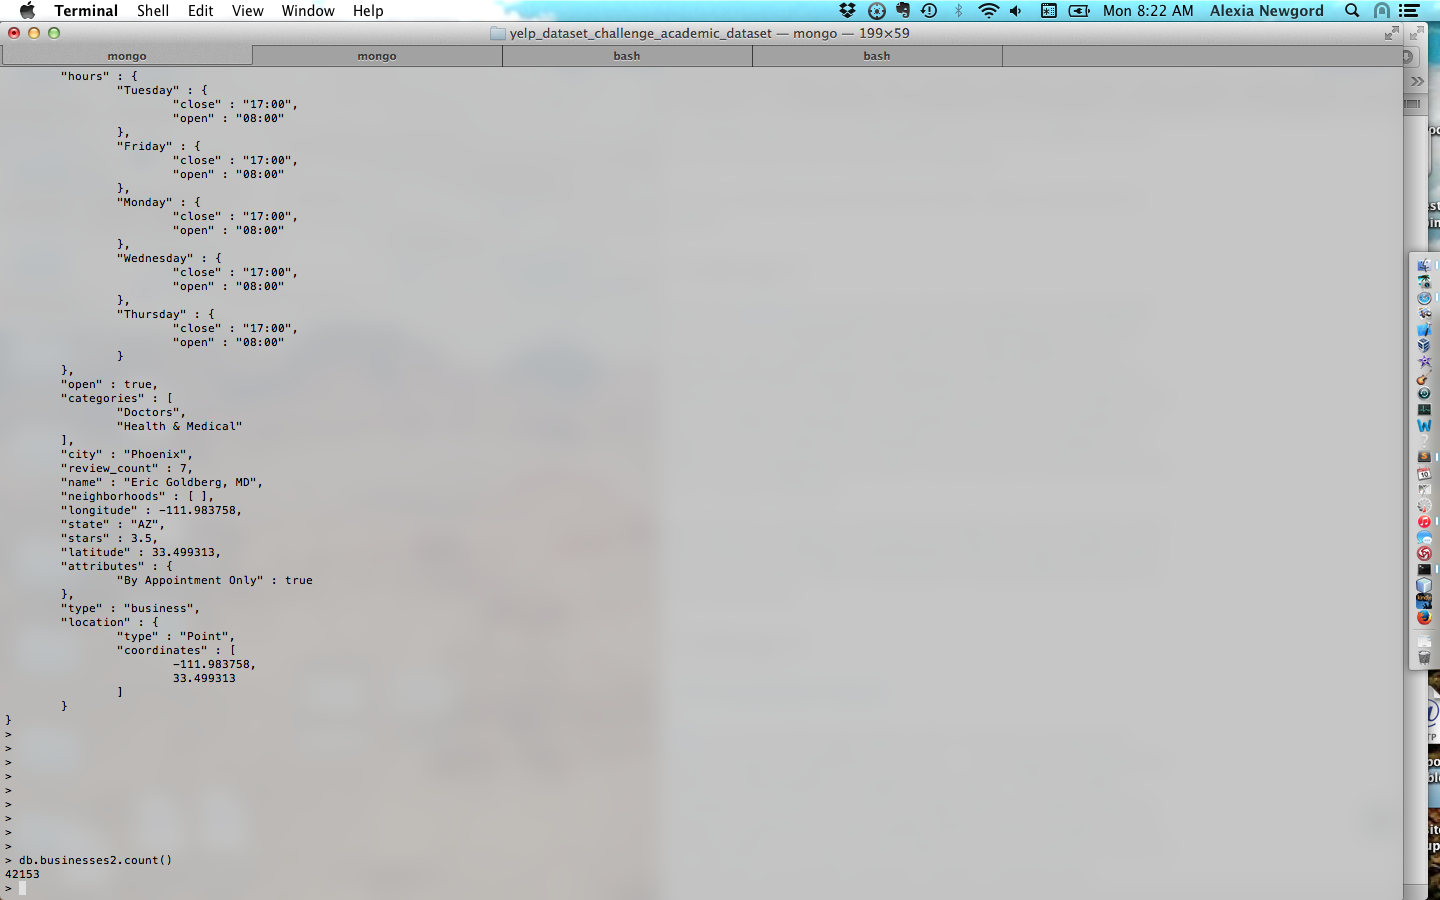 Terminal Shell Edit View Window Help Mon 8:22 AM Alexia Newgord
yelp_dataset_challenge_academic_dataset — mongo — 199×59
mongo mongo bash bash
"hours" : {
"Tuesday" : {
"close" : "17:00",
"open" : "08:00"
},
"Friday" : {
"close" : "17:00",
"open" : "08:00"
},
"Monday" : {
"close" : "17:00",
"open" : "08:00"
},
"Wednesday" : {
"close" : "17:00",
"open" : "08:00"
},
"Thursday" : {
"close" : "17:00",
"open" : "08:00"
}
},
"open" : true,
"categories" : [
"Doctors",
"Health & Medical"
],
"city" : "Phoenix",
"review_count" : 7,
"name" : "Eric Goldberg, MD",
"neighborhoods" : [ ],
"longitude" : -111.983758,
"state" : "AZ",
"stars" : 3.5,
"latitude" : 33.499313,
"attributes" : {
"By Appointment Only" : true
},
"type" : "business",
"location" : {
"type" : "Point",
"coordinates" : [
-111.983758,
33.499313
]
}
}
>
>
>
>
>
>
>
>
>
> db.businesses2.count()
42153
>